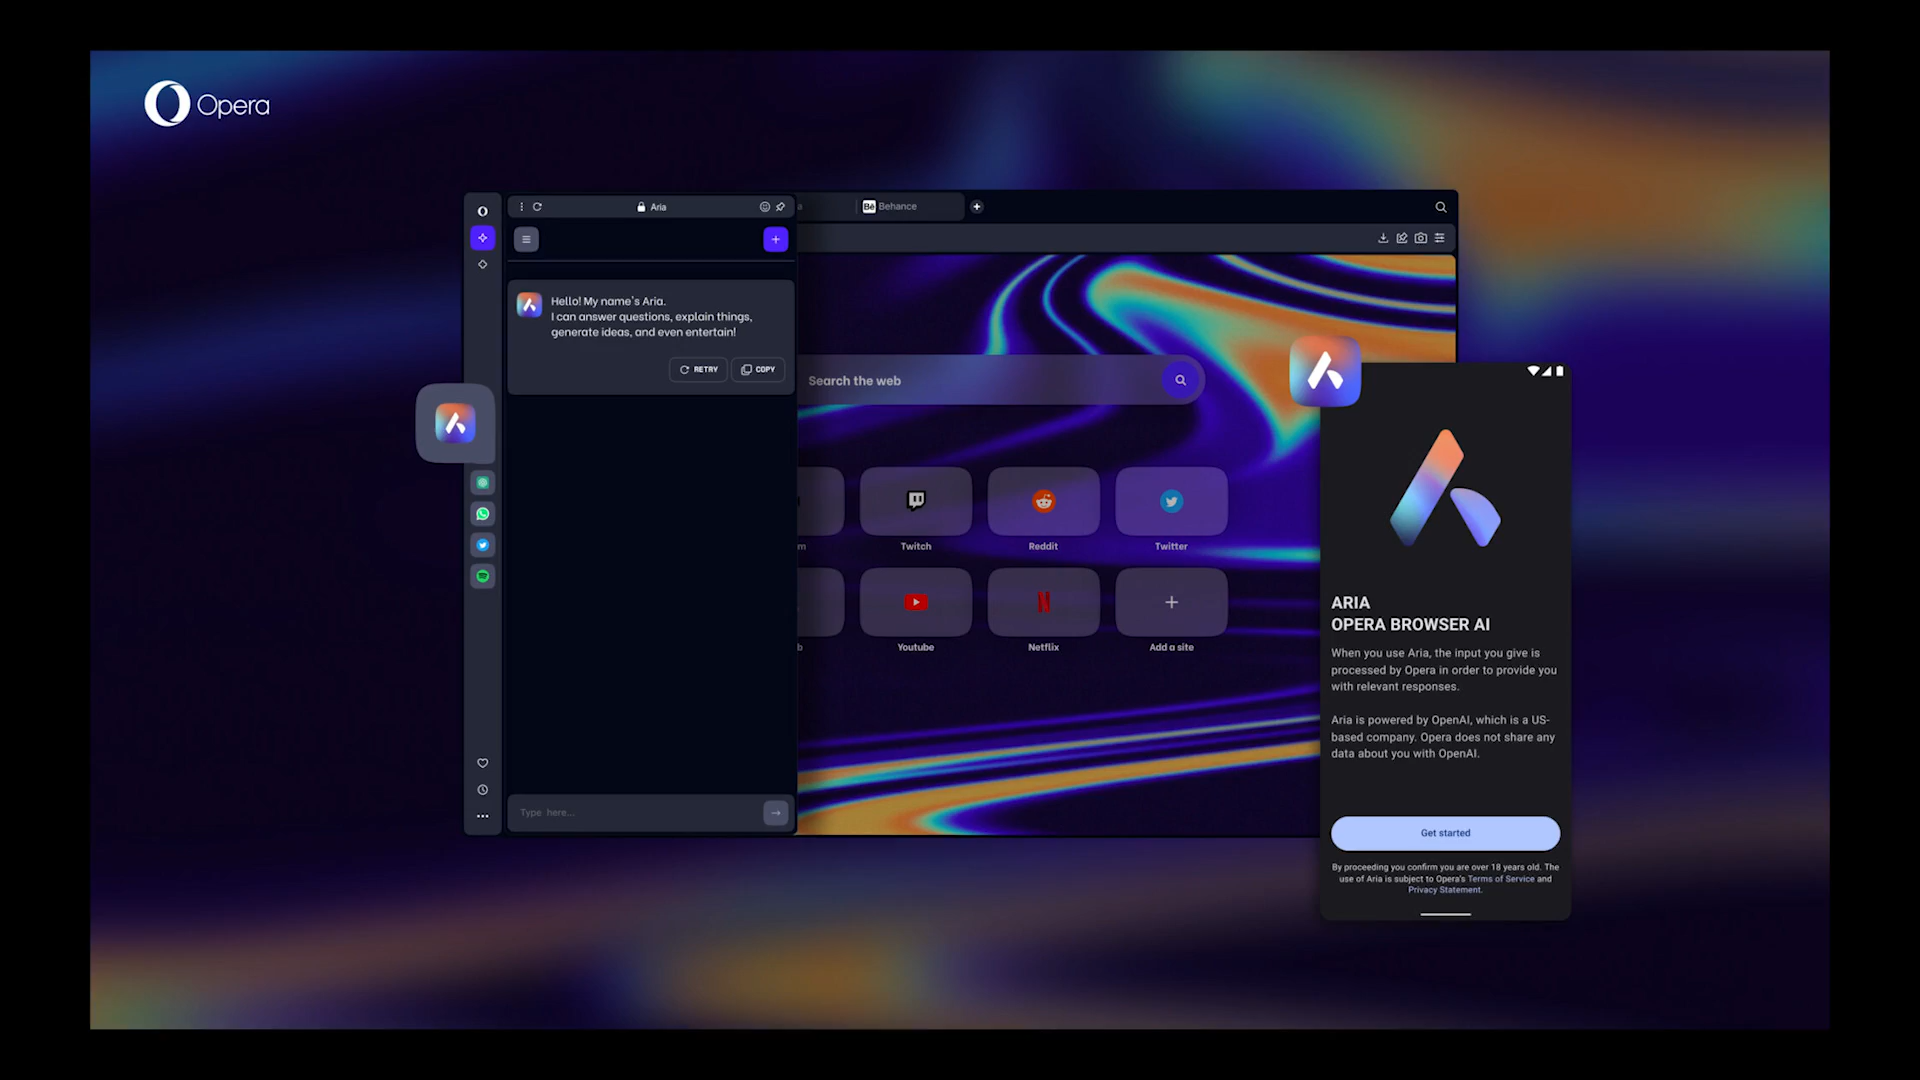 Opera
Aria
a
Behance
Hello! My name's Aria.
I can answer questions, explain things,
generate ideas, and even entertain!
RETRY
COPY
Search the web
m
Twitch
Reddit
Twitter
b
Youtube
Netflix
Add a site
Type here...
ARIA
OPERA BROWSER AI
When you use Aria, the input you give is
processed by Opera in order to provide you
with relevant responses.
Aria is powered by OpenAI, which is a US-
based company. Opera does not share any
data about you with OpenAI.
Get started
By proceeding you confirm you are over 18 years old. The
use of Aria is subject to Opera's Terms of Service and
Privacy Statement.